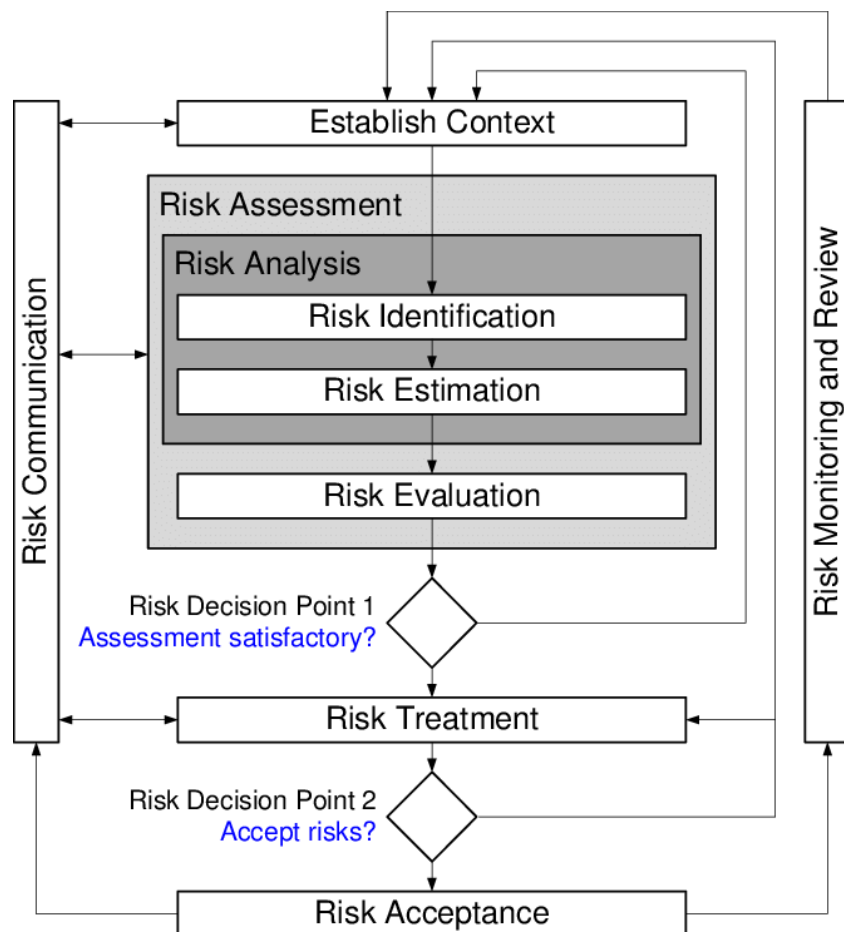 Establish Context
Risk Assessment
Risk Analysis
Risk Identification
Risk Estimation
Risk Evaluation
Risk Decision Point 1
Assessment satisfactory?
Risk Treatment
Risk Decision Point 2
Accept risks?
Risk Acceptance
Risk Communication
Risk Monitoring and Review